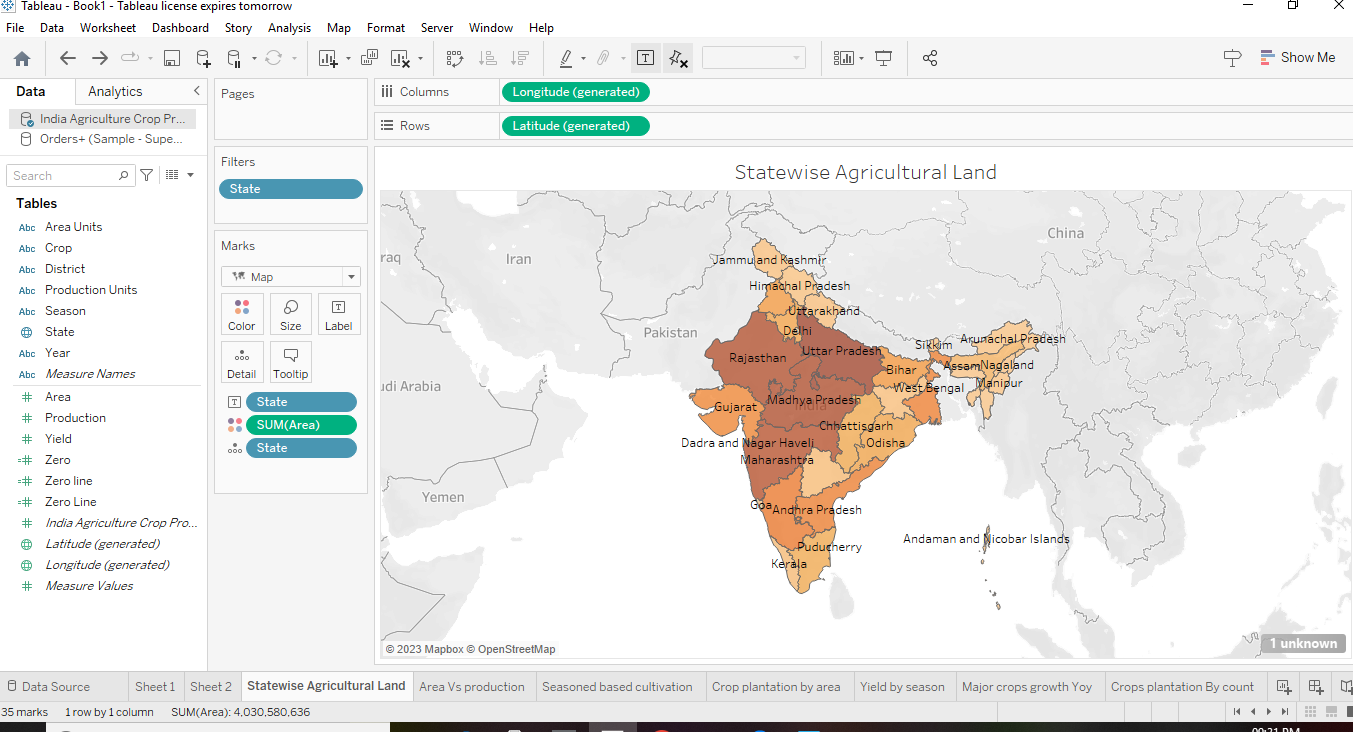 Tableau - Book1 - Tableau license expires tomorrow
File Data Worksheet Dashboard Story Analysis Map Format Server Window Help
Show Me
Data Analytics
India Agriculture Crop Pr...
Orders+ (Sample - Supe...
Search
Tables
Abc Area Units
Abc Crop
Abc District
Abc Production Units
Abc Season
State
Abc Year
Abc Measure Names
Area
Production
Yield
Zero
Zero line
Zero Line
India Agriculture Crop Pro...
Latitude (generated)
Longitude (generated)
Measure Values
Pages
Filters
State
Marks
Map
Color Size Label
Detail Tooltip
State
SUM(Area)
State
Columns Longitude (generated)
Rows Latitude (generated)
Statewise Agricultural Land
China
raq
Iran
Jammu and Kashmir
Himachal Pradesh
Uttarakhand
Pakistan
Delhi
Sikkim
Arunachal Pradesh
Rajasthan
Uttar Pradesh
Bihar
Assam
Nagaland
Manipur
udi Arabia
West Bengal
Madhya Pradesh
India
Gujarat
Chhattisgarh
Dadra and Nagar Haveli
Odisha
Maharashtra
Yemen
Goa
Andhra Pradesh
Andaman and Nicobar Islands
Puducherry
Kerala
© 2023 Mapbox © OpenStreetMap
1 unknown
Data Source Sheet 1 Sheet 2 Statewise Agricultural Land Area Vs production Seasoned based cultivation Crop plantation by area Yield by season Major crops growth Yoy Crops plantation By count
35 marks 1 row by 1 column SUM(Area): 4,030,580,636